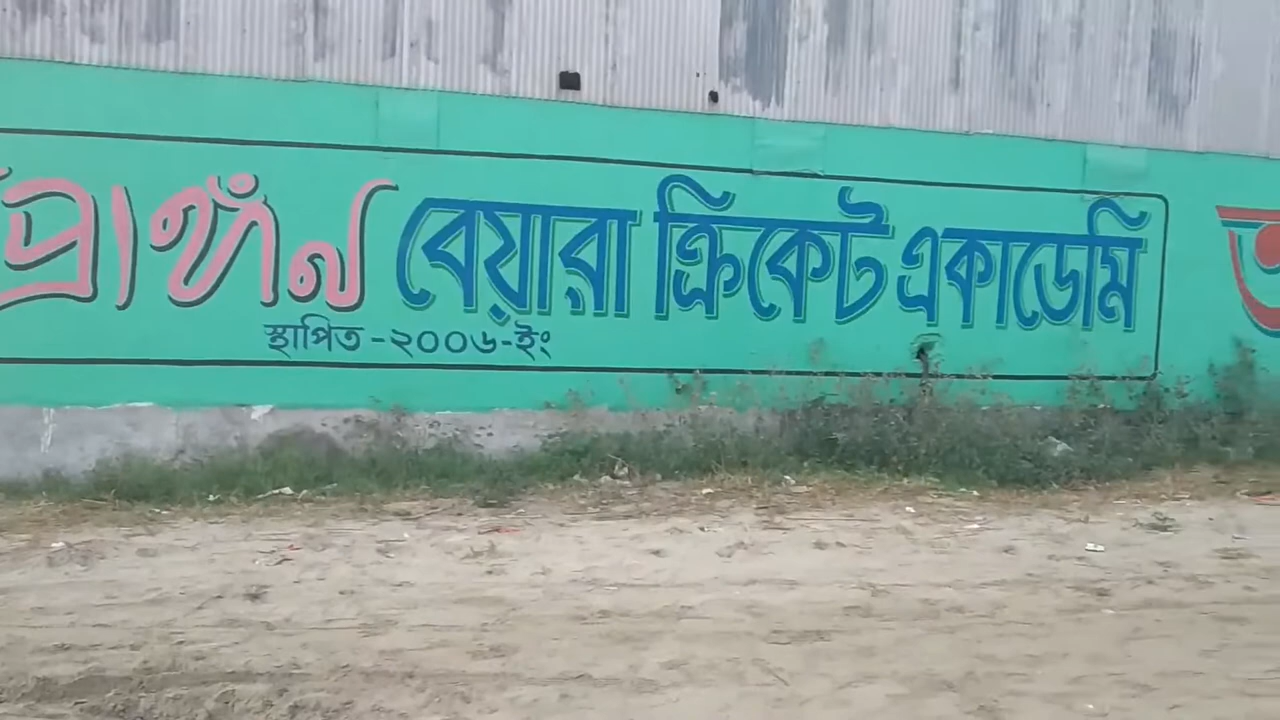 প্রাঙ্গণ বেয়ারা ক্রিকেট একাডেমি
স্থাপিত -২০০৬-ইং